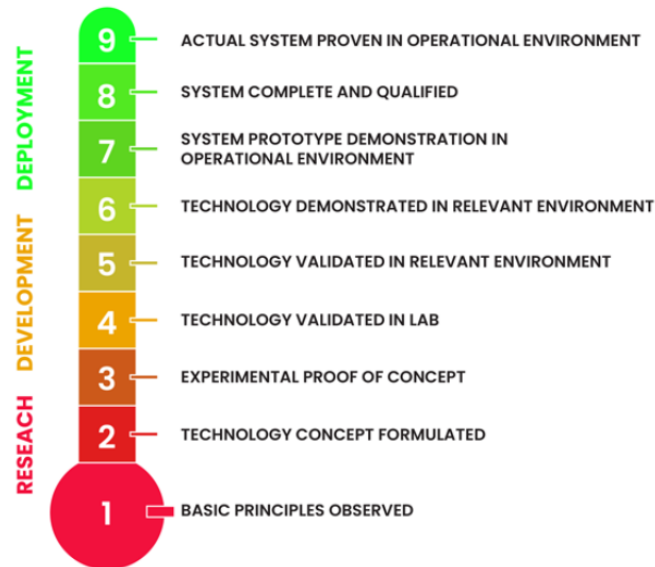 DEPLOYMENT
DEVELOPMENT
RESEACH
9 ACTUAL SYSTEM PROVEN IN OPERATIONAL ENVIRONMENT
8 SYSTEM COMPLETE AND QUALIFIED
7 SYSTEM PROTOTYPE DEMONSTRATION IN
OPERATIONAL ENVIRONMENT
6 TECHNOLOGY DEMONSTRATED IN RELEVANT ENVIRONMENT
5 TECHNOLOGY VALIDATED IN RELEVANT ENVIRONMENT
4 TECHNOLOGY VALIDATED IN LAB
3 EXPERIMENTAL PROOF OF CONCEPT
2 TECHNOLOGY CONCEPT FORMULATED
1 BASIC PRINCIPLES OBSERVED